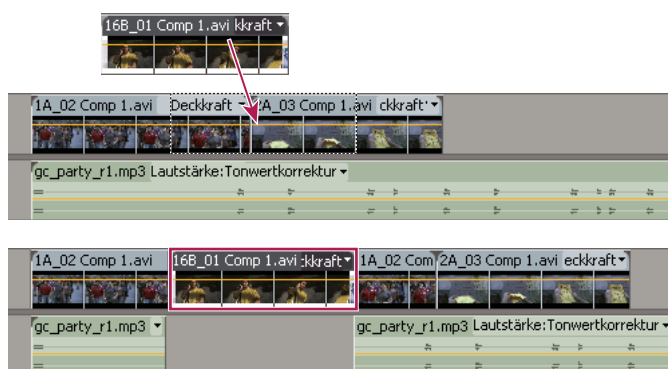 16B_01 Comp 1.avi kkraft
1A_02 Comp 1.avi Deckkraft 2A_03 Comp 1.avi ckkraft
gc_party_r1.mp3 Lautstärke:Tonwertkorrektur
1A_02 Comp 1.avi 16B_01 Comp 1.avi kkraft 1A_02 Com 2A_03 Comp 1.avi eckkraft
gc_party_r1.mp3 gc_party_r1.mp3 Lautstärke:Tonwertkorrektur